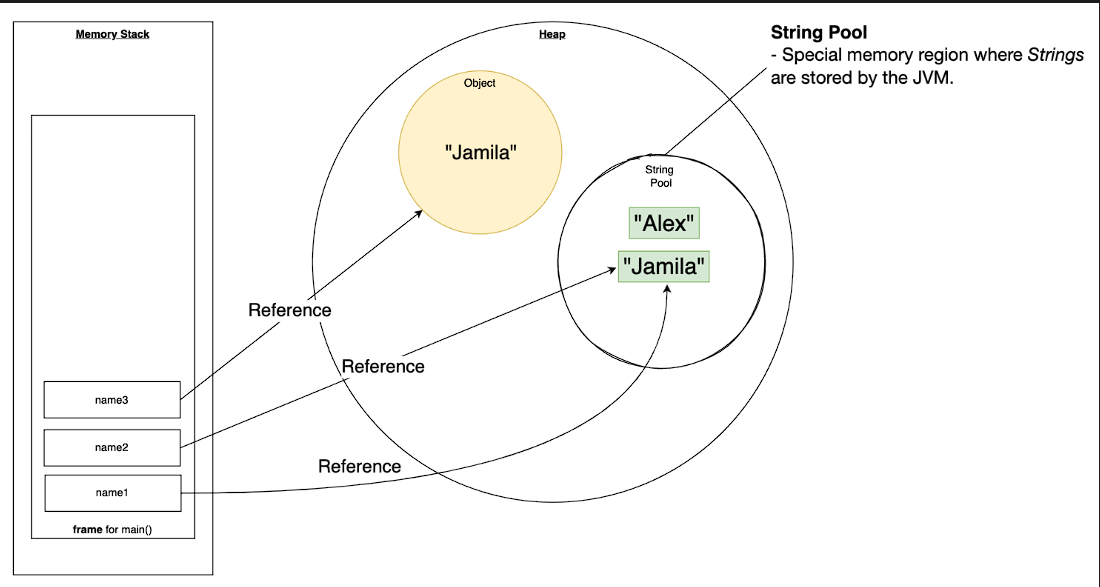 Memory Stack
Heap
String Pool
- Special memory region where Strings
are stored by the JVM.
Object
"Jamila"
String
Pool
"Alex"
"Jamila"
Reference
Reference
Reference
name3
name2
name1
frame for main()